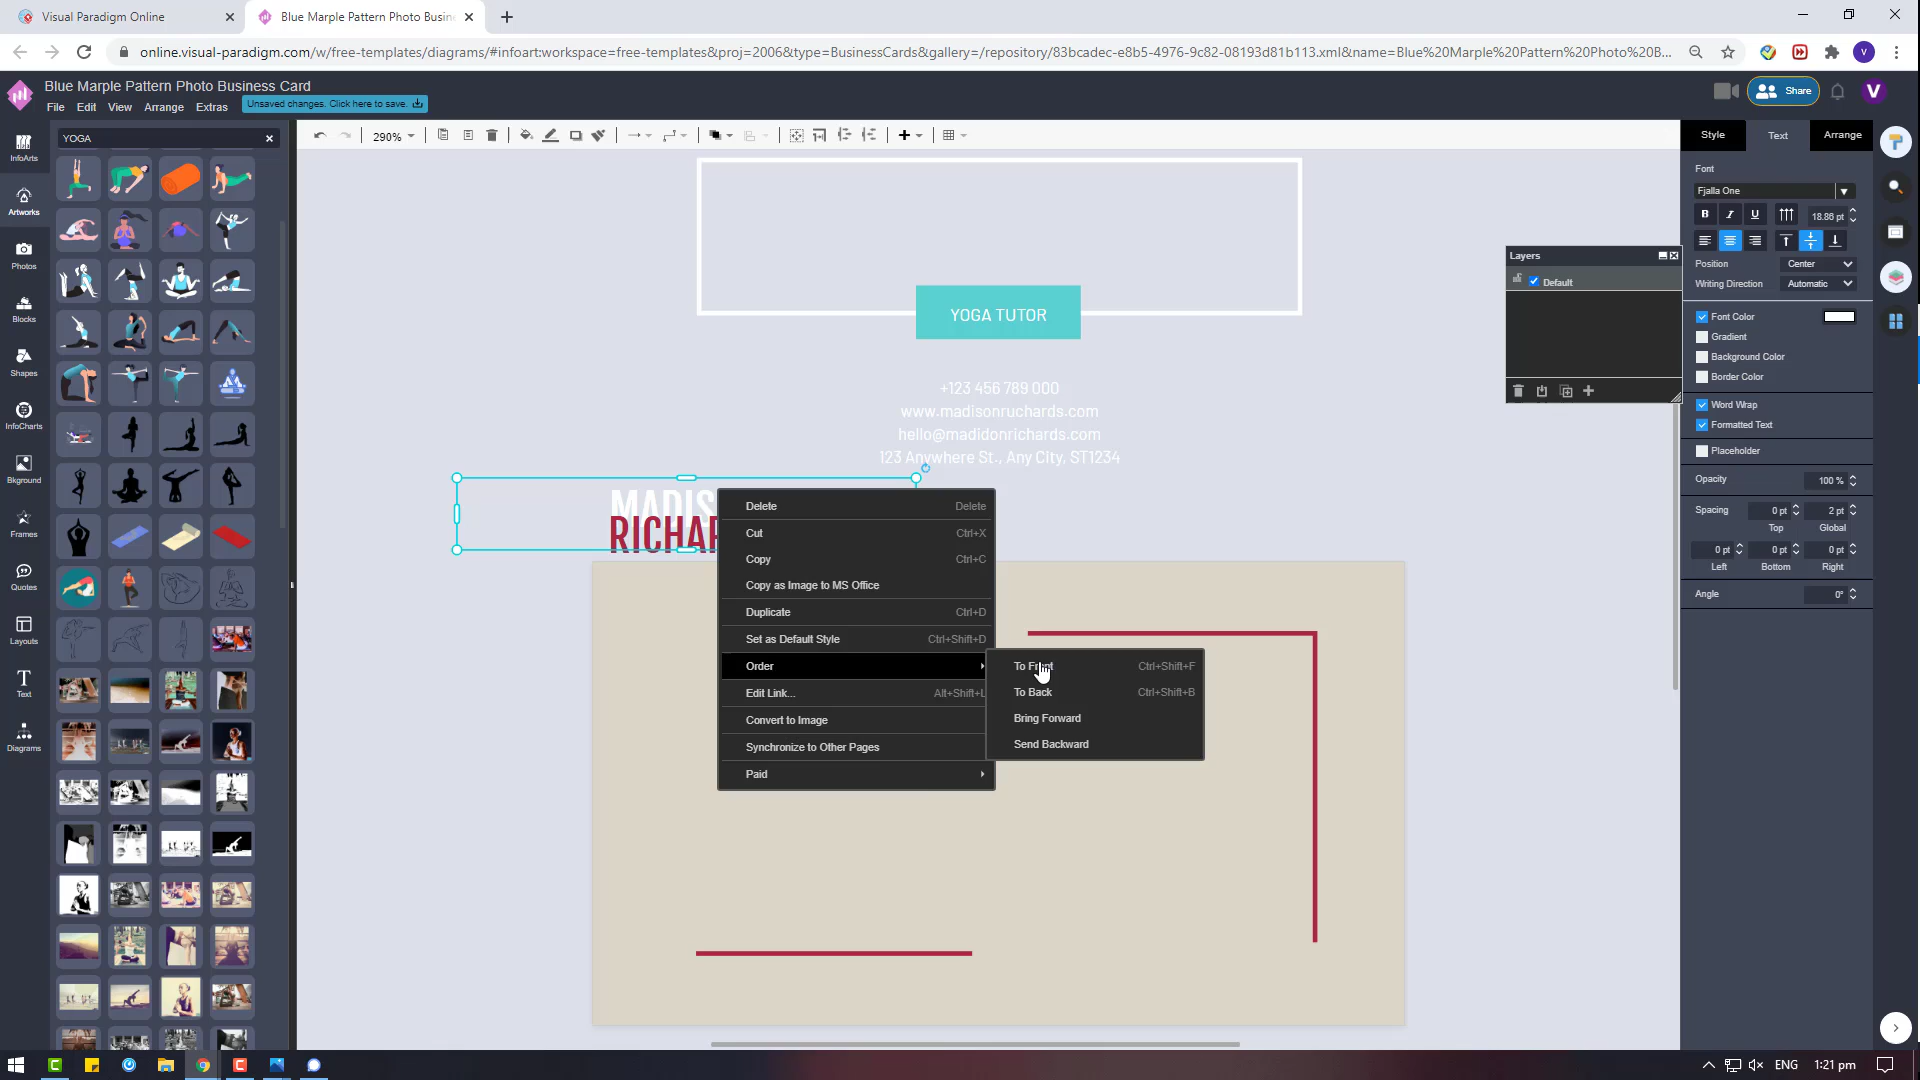 Visual Paradigm Online
Blue Marple Pattern Photo Busin
online.visual-paradigm.com/w/free-templates/diagrams/#infoart:workspace=free-templates&proj=2006&type=BusinessCards&gallery=/repository/83bcadec-e8b5-4976-9c82-08193d81b113.xml&name=Blue%20Marple%20Pattern%20Photo%20B...
V
Blue Marple Pattern Photo Business Card
File Edit View Arrange Extras
Unsaved changes. Click here to save.
Share
V
InfoArts
Artworks
Photos
Blocks
Shapes
InfoCharts
Bkground
Frames
Quotes
Layouts
Text
Diagrams
YOGA
290%
YOGA TUTOR
+123 456 789 000
www.madisonruchards.com
hello@madidonrichards.com
123 Anywhere St., Any City, ST1234
MADIS
RICHAR
Delete Delete
Cut Ctrl+X
Copy Ctrl+C
Copy as Image to MS Office
Duplicate Ctrl+D
Set as Default Style Ctrl+Shift+D
Order
Edit Link... Alt+Shift+L
Convert to Image
Synchronize to Other Pages
Paid
To Front Ctrl+Shift+F
To Back Ctrl+Shift+B
Bring Forward
Send Backward
Layers
Default
Style Text Arrange
Font
Fjalla One
B I U 18.86 pt
Position Center
Writing Direction Automatic
Font Color
Gradient
Background Color
Border Color
Word Wrap
Formatted Text
Placeholder
Opacity 100 %
Spacing 0 pt 2 pt
Top Global
0 pt 0 pt 0 pt
Left Bottom Right
Angle 0°
ENG 1:21 pm